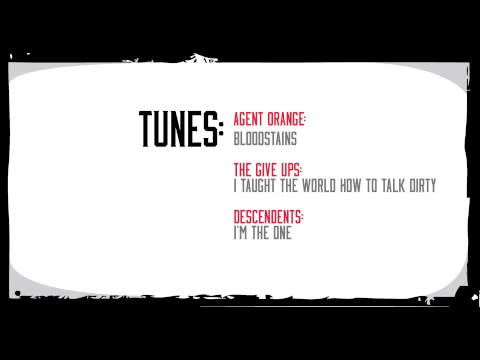 TUNES:
AGENT ORANGE:
BLOODSTAINS
THE GIVE UPS:
I TAUGHT THE WORLD HOW TO TALK DIRTY
DESCENDENTS:
I'M THE ONE